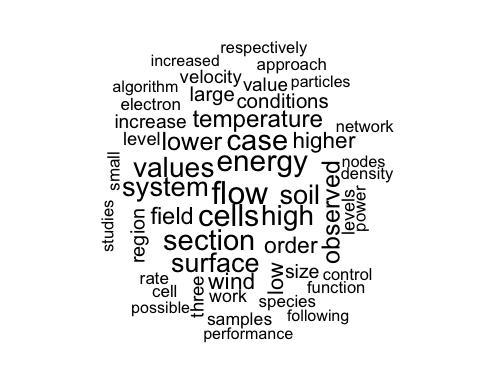 respectively
increased approach
velocity value particles
algorithm large conditions
electron
increase temperature network
level lower case higher
small values energy nodes
density
system flow soil observed levels power
studies region field cells high
section order
surface
rate three wind low size control
cell work function
possible species
samples following
performance